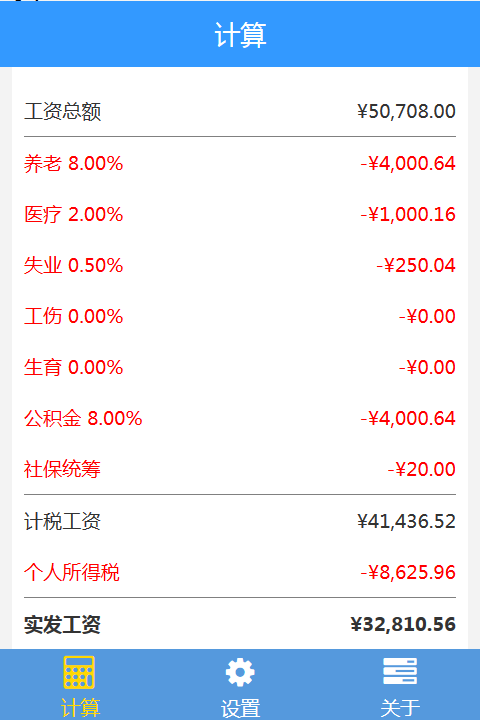 计算
工资总额 ¥50,708.00
养老 8.00% -¥4,000.64
医疗 2.00% -¥1,000.16
失业 0.50% -¥250.04
工伤 0.00% -¥0.00
生育 0.00% -¥0.00
公积金 8.00% -¥4,000.64
社保统筹 -¥20.00
计税工资 ¥41,436.52
个人所得税 -¥8,625.96
实发工资 ¥32,810.56
计算 设置 关于